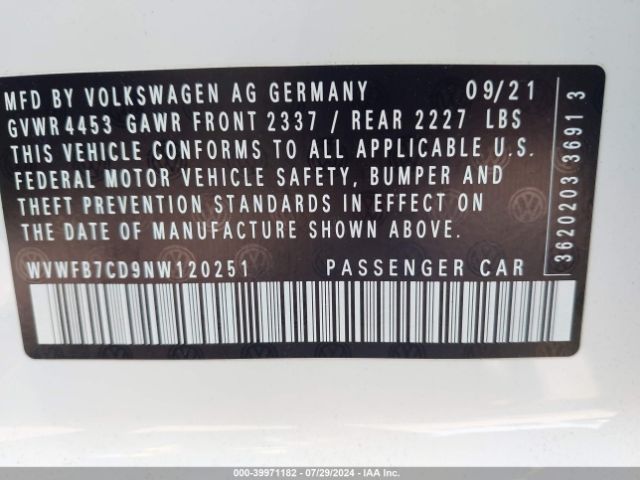 MFD BY VOLKSWAGEN AG GERMANY 09/21
GVWR 4453 GAWR FRONT 2337 / REAR 2227 LBS
THIS VEHICLE CONFORMS TO ALL APPLICABLE U.S.
FEDERAL MOTOR VEHICLE SAFETY, BUMPER AND
THEFT PREVENTION STANDARDS IN EFFECT ON
THE DATE OF MANUFACTURE SHOWN ABOVE.
WVWFB7CD9NW120251 PASSENGER CAR
36202033691 3
000-39971182 / 07/29/2024 / IAA Inc.